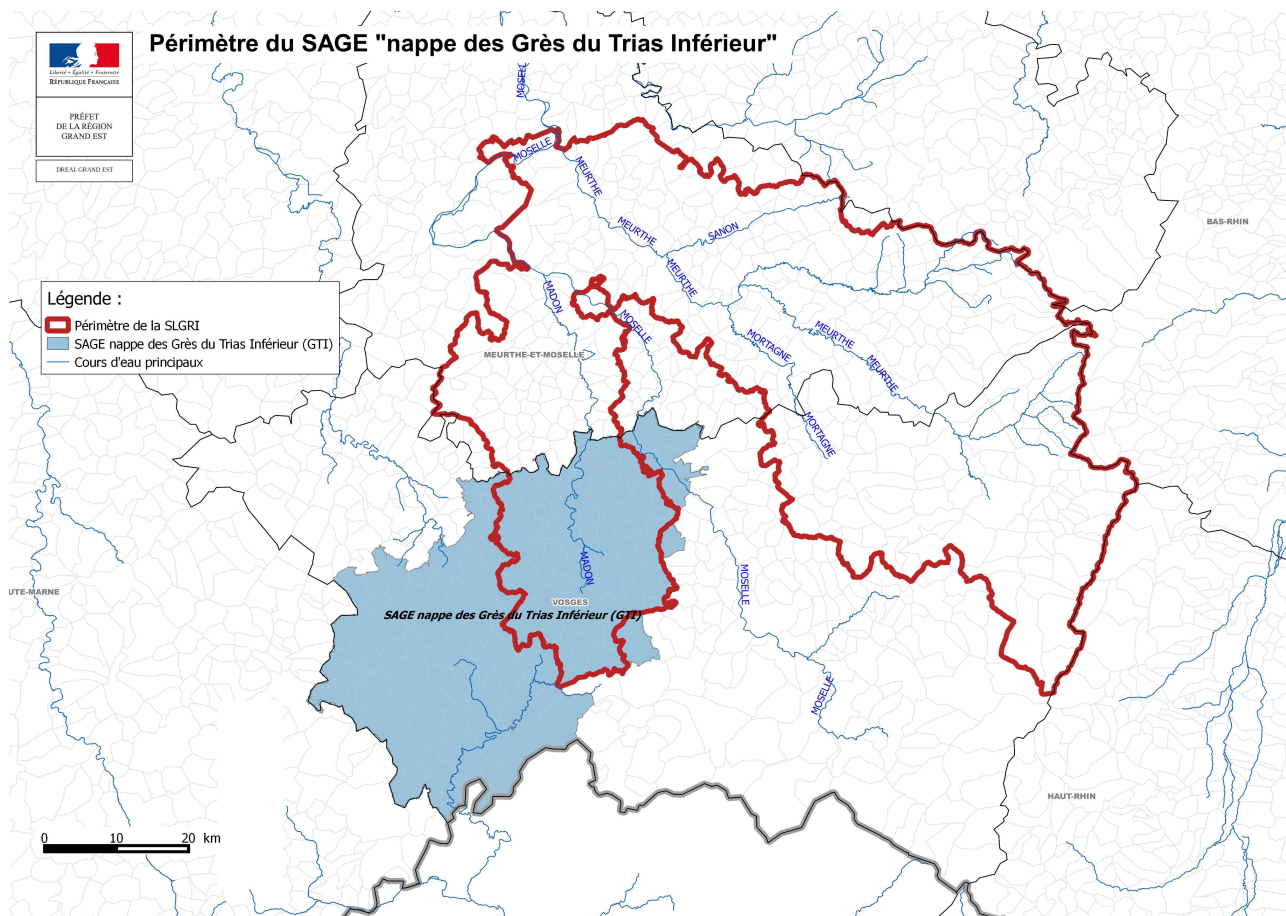 Périmètre du SAGE "nappe des Grès du Trias Inférieur"
Liberté • Égalité • Fraternité
RÉPUBLIQUE FRANÇAISE
PRÉFET
DE LA RÉGION
GRAND EST
DREAL GRAND EST
MOSELLE
MOSELLE
MEURTHE
MEURTHE
SANON
BAS-RHIN
MEURTHE
MADON
MOSELLE
Légende :
Périmètre de la SLGRI
SAGE nappe des Grès du Trias Inférieur (GTI)
Cours d'eau principaux
MEURTHE
MORTAGNE
MEURTHE-ET-MOSELLE
MEURTHE
MORTAGNE
MADON
MOSELLE
UTE-MARNE
VOSGES
SAGE nappe des Grès du Trias Inférieur (GTI)
MOSELLE
HAUT-RHIN
0 10 20 km